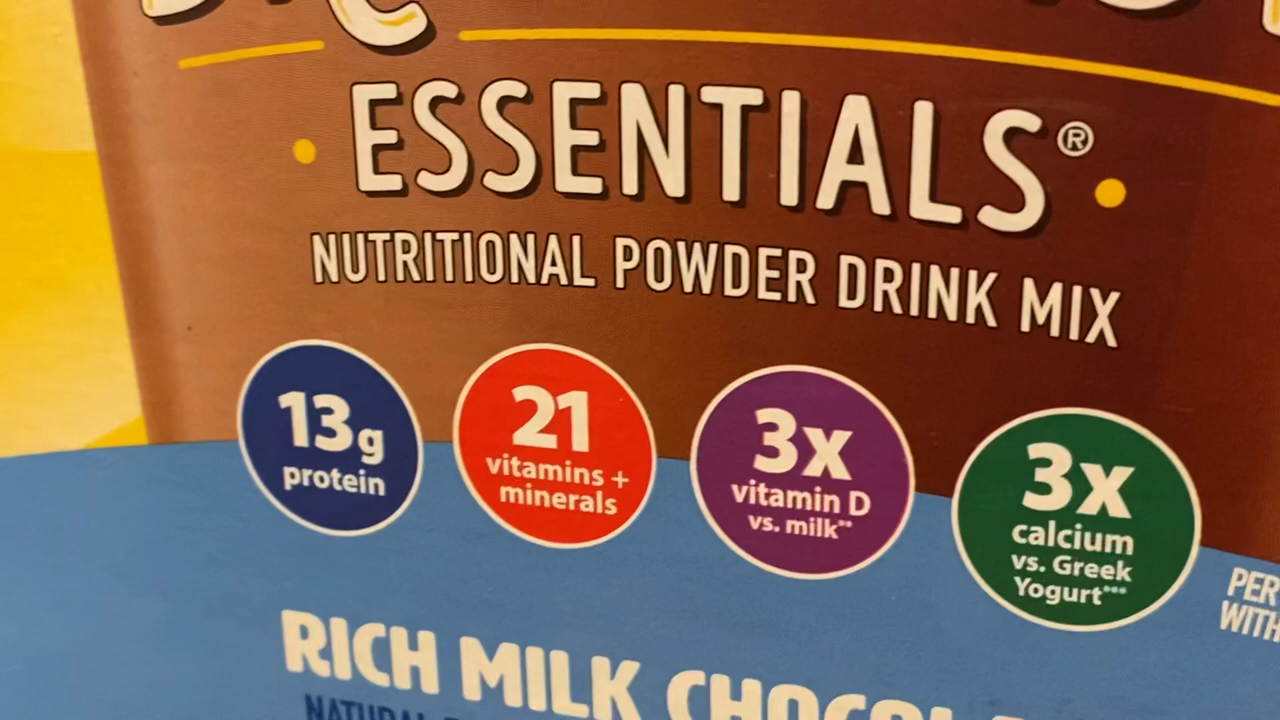 ESSENTIALS®
NUTRITIONAL POWDER DRINK MIX
13g
protein
21
vitamins +
minerals
3x
vitamin D
vs. milk**
3x
calcium
vs. Greek
Yogurt***
PER
WITH
RICH MILK